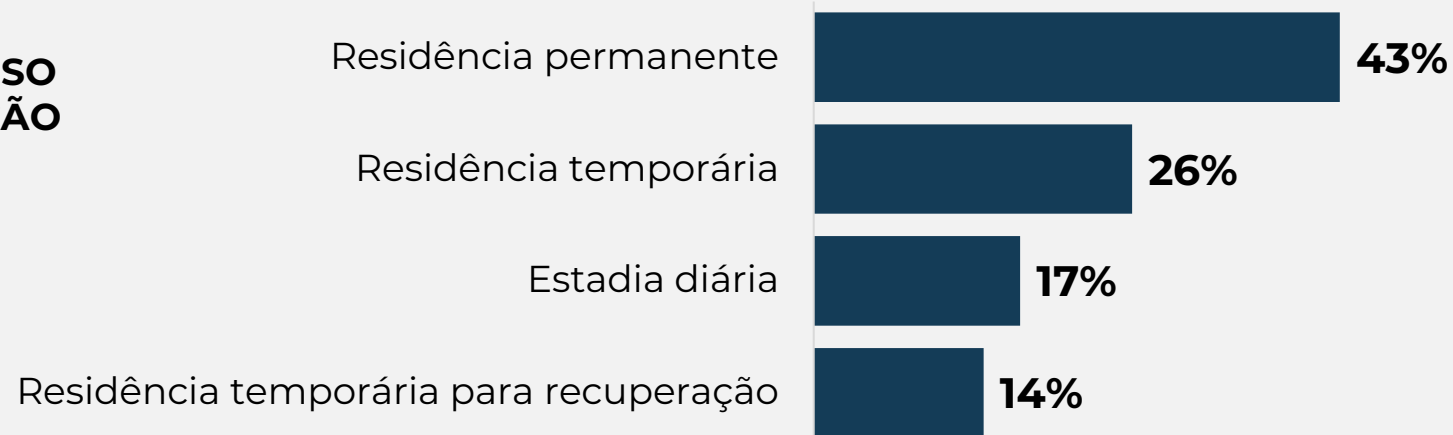 SO
ÃO
Residência permanente 43%
Residência temporária 26%
Estadia diária 17%
Residência temporária para recuperação 14%